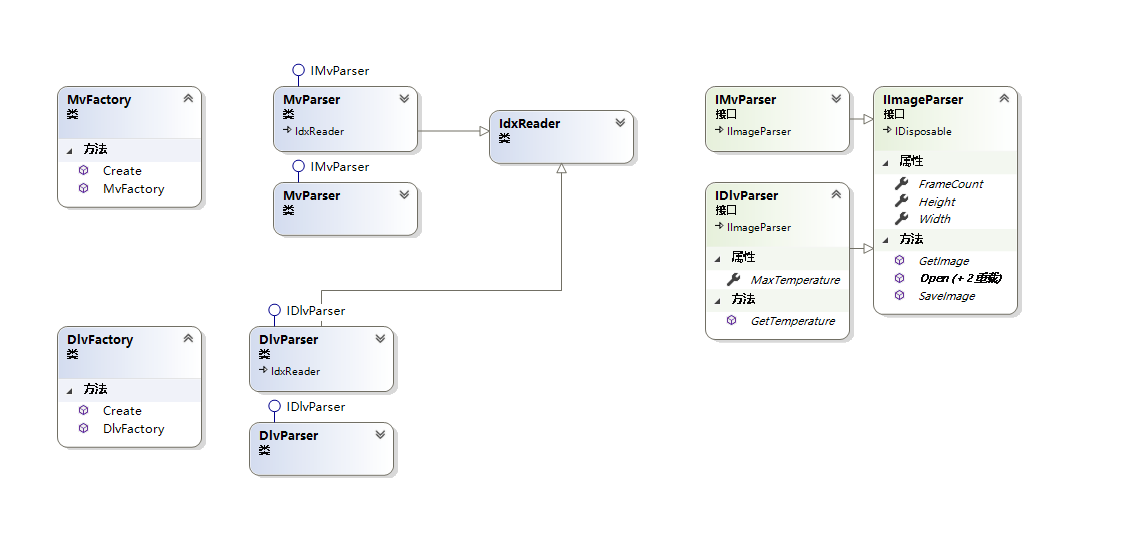 MvFactory
类
方法
Create
MvFactory
IMvParser
MvParser
类
IdxReader
IMvParser
MvParser
类
IdxReader
类
DlvFactory
类
方法
Create
DlvFactory
IDlvParser
DlvParser
类
IdxReader
IDlvParser
DlvParser
类
IMvParser
接口
IImageParser
IDlvParser
接口
IImageParser
属性
MaxTemperature
方法
GetTemperature
IImageParser
接口
IDisposable
属性
FrameCount
Height
Width
方法
GetImage
Open (+ 2 重载)
SaveImage